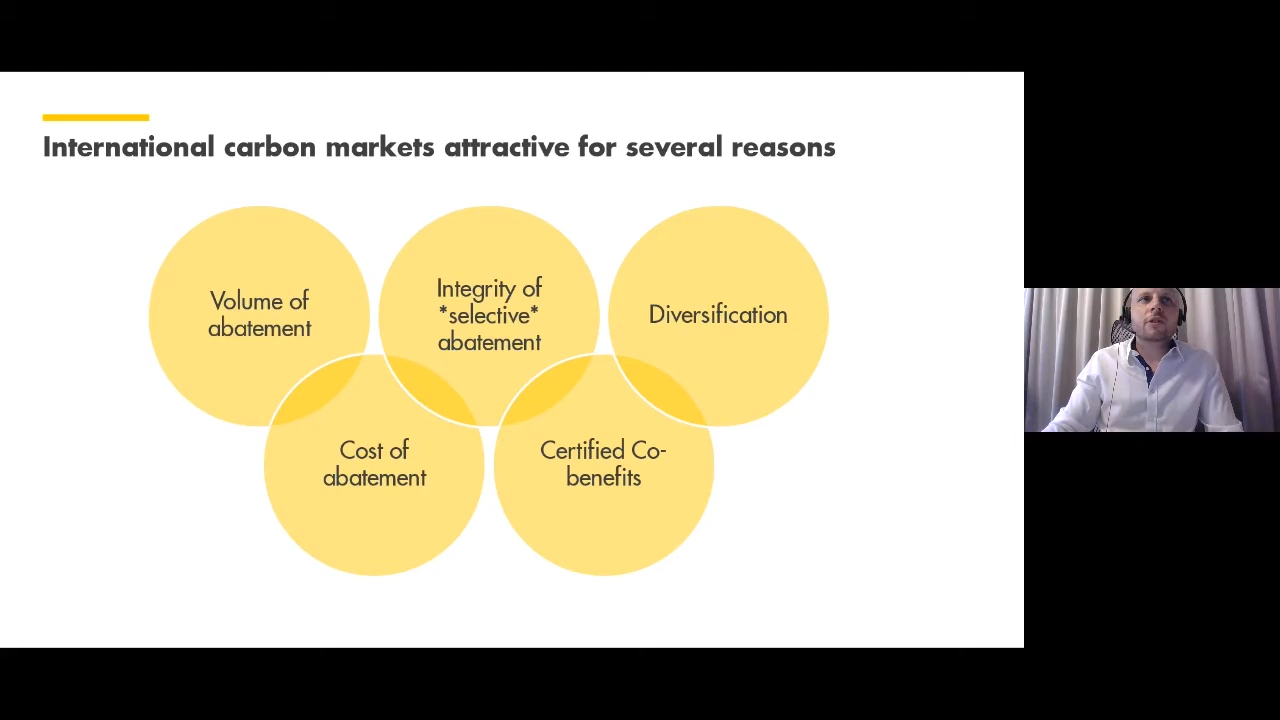 International carbon markets attractive for several reasons
Volume of
abatement
Integrity of
*selective*
abatement
Diversification
Cost of
abatement
Certified Co-
benefits